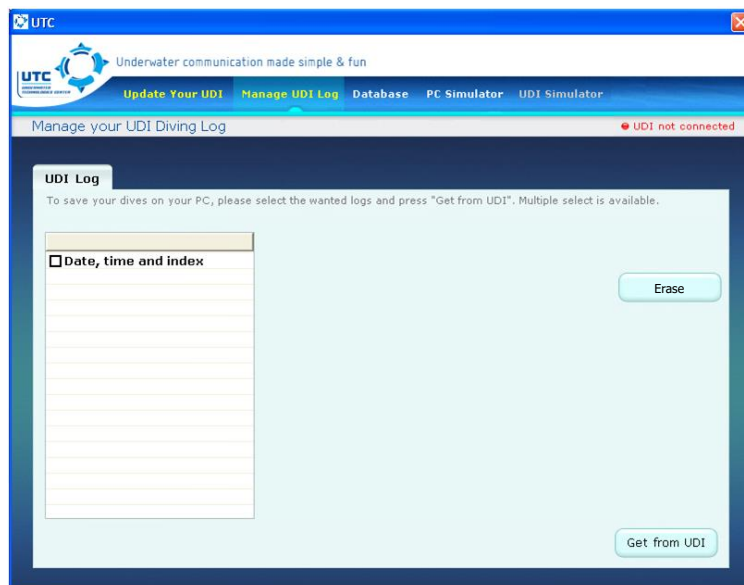 UTC
Underwater communication made simple & fun
UTC
UNDERWATER
TECHNOLOGIES CENTER
Update Your UDI Manage UDI Log Database PC Simulator UDI Simulator
Manage your UDI Diving Log UDI not connected
UDI Log
To save your dives on your PC, please select the wanted logs and press "Get from UDI". Multiple select is available.
Date, time and index
Erase
Get from UDI